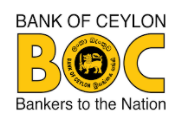 BANK OF CEYLON
BOC
Bankers to the Nation